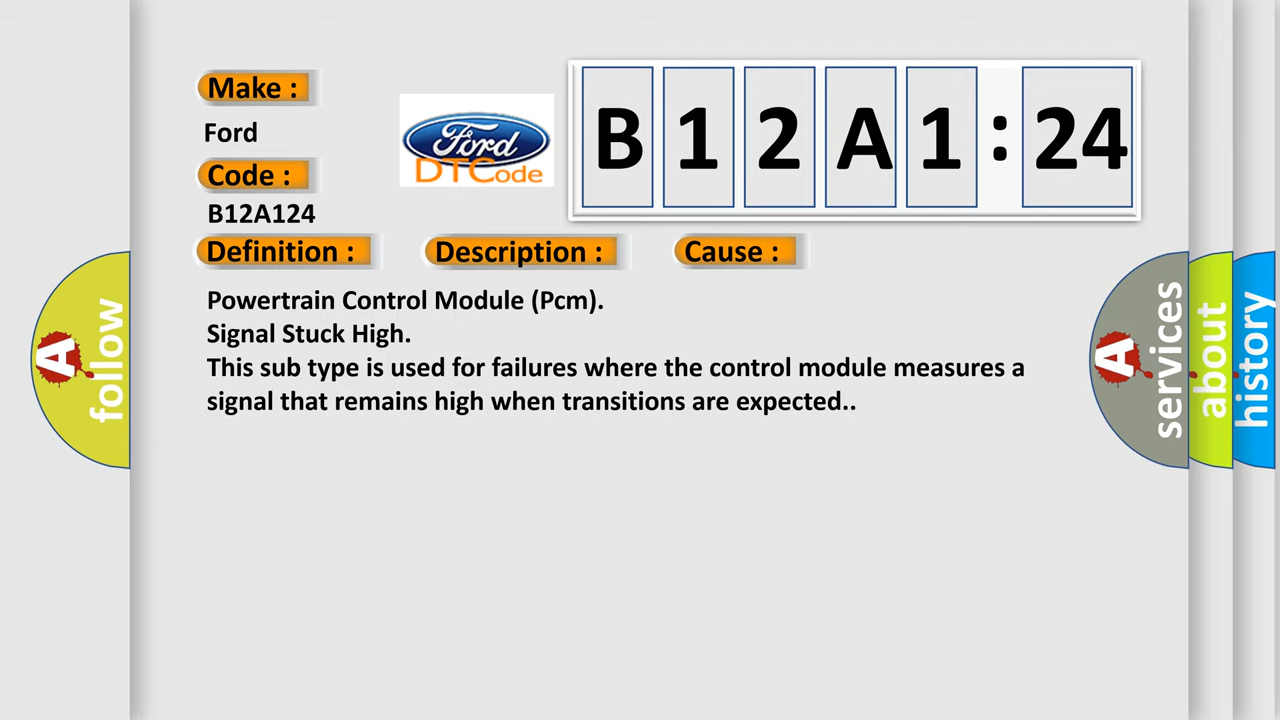 Make :
Ford
Code :
B12A124
Ford
DTCode
B 1 2 A 1 : 24
Definition :
Description :
Cause :
Powertrain Control Module (Pcm).
Signal Stuck High.
This sub type is used for failures where the control module measures a
signal that remains high when transitions are expected..
A follow
A services
about
history